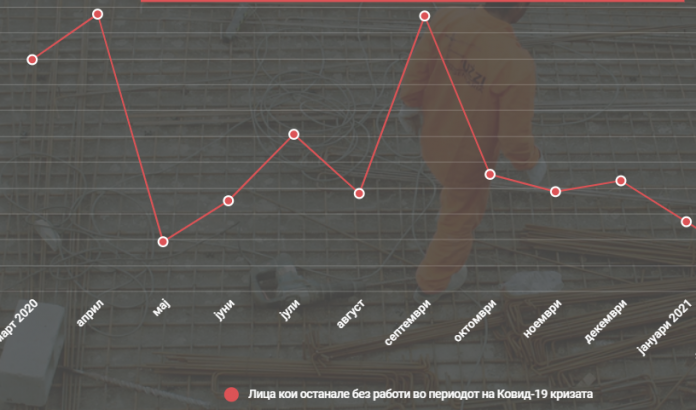 март 2020
април
мај
јуни
јули
август
септември
октомври
ноември
декември
јануари 2021
Лица кои останале без работи во периодот на Ковид-19 кризата